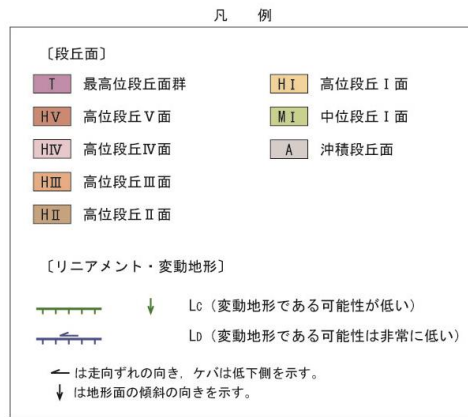 凡 例
〔段丘面〕
T 最高位段丘面群
HⅤ 高位段丘Ⅴ面
HⅣ 高位段丘Ⅳ面
HⅢ 高位段丘Ⅲ面
HⅡ 高位段丘Ⅱ面
HⅠ 高位段丘Ⅰ面
MⅠ 中位段丘Ⅰ面
A 沖積段丘面
〔リニアメント・変動地形〕
LC（変動地形である可能性が低い）
LD（変動地形である可能性は非常に低い）
は走向ずれの向き，ケバは低下側を示す。
は地形面の傾斜の向きを示す。